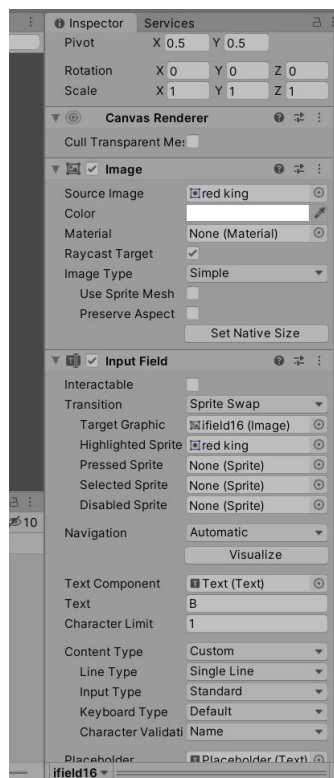 Inspector Services
Pivot X 0.5 Y 0.5
Rotation X 0 Y 0 Z 0
Scale X 1 Y 1 Z 1
Canvas Renderer
Cull Transparent Me:
Image
Source Image red king
Color
Material None (Material)
Raycast Target
Image Type Simple
Use Sprite Mesh
Preserve Aspect
Set Native Size
Input Field
Interactable
Transition Sprite Swap
Target Graphic ifield16 (Image)
Highlighted Sprite red king
Pressed Sprite None (Sprite)
Selected Sprite None (Sprite)
Disabled Sprite None (Sprite)
10
Navigation Automatic
Visualize
Text Component Text (Text)
Text B
Character Limit 1
Content Type Custom
Line Type Single Line
Input Type Standard
Keyboard Type Default
Character Validati Name
Placeholder Placeholder (Text)
ifield16